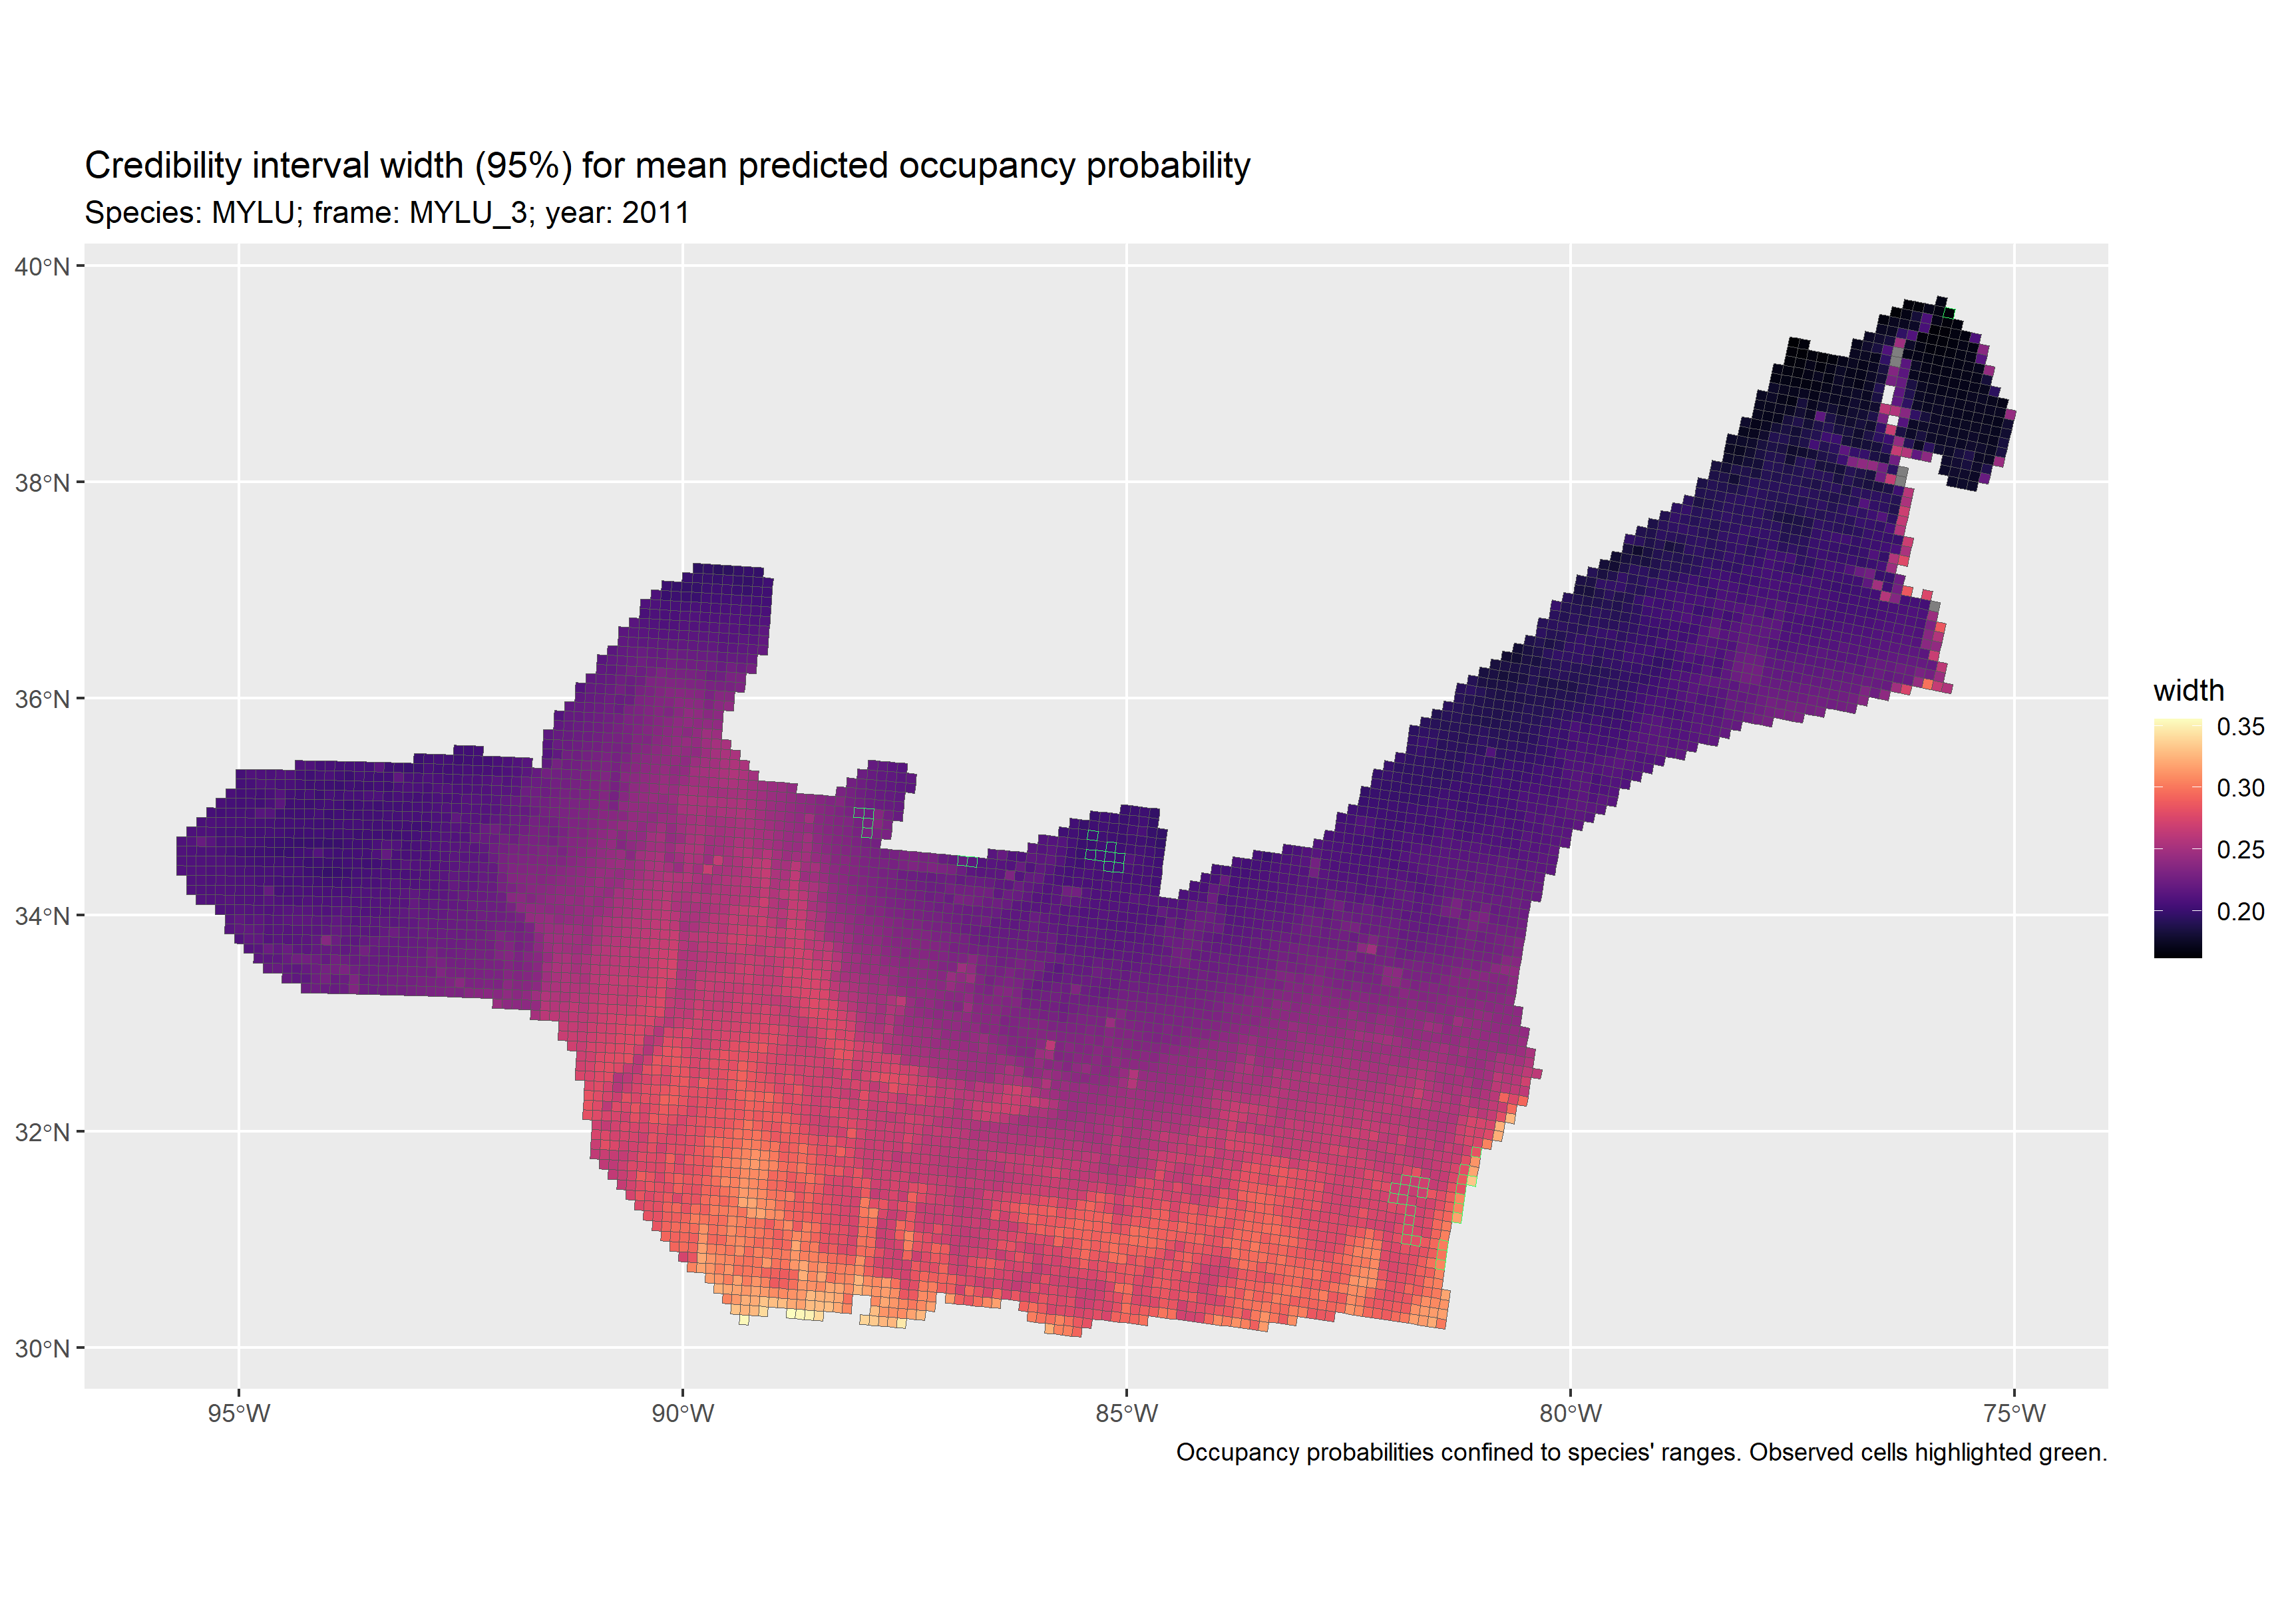 Credibility interval width (95%) for mean predicted occupancy probability
Species: MYLU; frame: MYLU_3; year: 2011
40°N
38°N
36°N
34°N
32°N
30°N
95°W
90°W
85°W
80°W
75°W
width
0.35
0.30
0.25
0.20
Occupancy probabilities confined to species' ranges. Observed cells highlighted green.